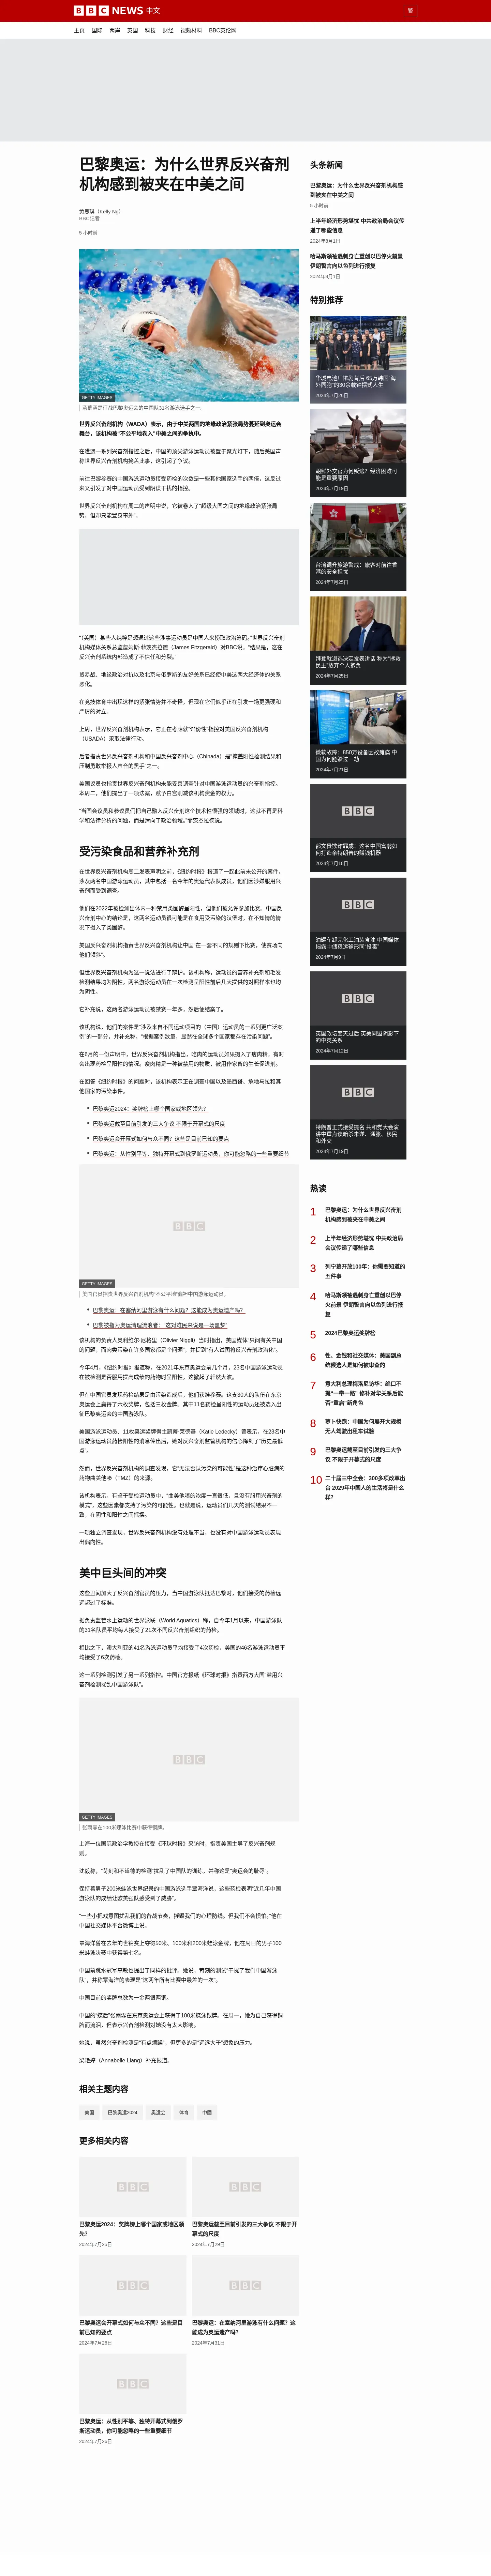 BBC NEWS 中文
繁
主页 国际 两岸 英国 科技 财经 视频材料 BBC英伦网
巴黎奥运：为什么世界反兴奋剂
机构感到被夹在中美之间
黄思琪（Kelly Ng）
BBC记者
5 小时前
GETTY IMAGES
汤慕涵是征战巴黎奥运会的中国队31名游泳选手之一。
世界反兴奋剂机构（WADA）表示，由于中美两国的地缘政治紧张局势蔓延到奥运会
舞台，该机构被“不公平地卷入”中美之间的争执中。
在遭遇一系列兴奋剂指控之后，中国的顶尖游泳运动员被置于聚光灯下，随后美国声
称世界反兴奋剂机构掩盖此事，这引起了争议。
前往巴黎参赛的中国游泳运动员接受药检的次数是一些其他国家选手的两倍，这反过
来又引发了对中国运动员受到阴谋干扰的指控。
世界反兴奋剂机构在周二的声明中说，它被卷入了“超级大国之间的地缘政治紧张局
势，但却只能置身事外”。
“（美国）某些人纯粹是想通过这些涉事运动员是中国人来捞取政治筹码。”世界反兴奋剂
机构媒体关系总监詹姆斯·菲茨杰拉德（James Fitzgerald）对BBC说。“结果是，这在
反兴奋剂系统内部造成了不信任和分裂。”
贸易战、地缘政治对抗以及北京与俄罗斯的友好关系已经使中美这两大经济体的关系
恶化。
在竞技体育中出现这样的紧张情势并不奇怪，但现在它们似乎正在引发一场更强硬和
严厉的对立。
上周，世界反兴奋剂机构表示，它正在考虑就“诽谤性”指控对美国反兴奋剂机构
（USADA）采取法律行动。
后者指责世界反兴奋剂机构和中国反兴奋剂中心（Chinada）是“掩盖阳性检测结果和
压制勇敢举报人声音的黑手”之一。
美国议员也指责世界反兴奋剂机构未能妥善调查针对中国游泳运动员的兴奋剂指控。
本周二，他们提出了一项法案，赋予白宫削减该机构资金的权力。
“当国会议员和参议员们把自己融入反兴奋剂这个技术性很强的领域时，这就不再是科
学和法律分析的问题，而是滑向了政治领域。”菲茨杰拉德说。
受污染食品和营养补充剂
在世界反兴奋剂机构周二发表声明之前，《纽约时报》报道了一起此前未公开的案件，
涉及两名中国游泳运动员，其中包括一名今年的奥运代表队成员，他们因涉嫌服用兴
奋剂而受到调查。
他们在2022年被检测出体内一种禁用类固醇呈阳性，但他们被允许参加比赛。中国反
兴奋剂中心的结论是，这两名运动员很可能是在食用受污染的汉堡时，在不知情的情
况下摄入了类固醇。
美国反兴奋剂机构指责世界反兴奋剂机构让中国“在一套不同的规则下比赛，使赛场向
他们倾斜”。
但世界反兴奋剂机构为这一说法进行了辩护。该机构称，运动员的营养补充剂和毛发
检测结果均为阴性，两名游泳运动员在一次检测呈阳性前后几天提供的对照样本也均
为阴性。
它补充说，这两名游泳运动员被禁赛一年多，然后便结案了。
该机构说，他们的案件是“涉及来自不同运动项目的（中国）运动员的一系列更广泛案
例”的一部分，并补充称，“根据案例数量，显然在全球多个国家都存在污染问题”。
在6月的一份声明中，世界反兴奋剂机构指出，吃肉的运动员如果摄入了瘦肉精，有时
会出现药检呈阳性的污染情况。瘦肉精是一种被禁用的物质，被用作家畜的生长促进剂。
在回答《纽约时报》的问题时，该机构表示正在调查中国以及墨西哥、危地马拉和其
他国家的污染事件。
巴黎奥运2024：奖牌榜上哪个国家或地区领先？
巴黎奥运截至目前引发的三大争议 不限于开幕式的尺度
巴黎奥运会开幕式如何与众不同？这些是目前已知的要点
巴黎奥运：从性别平等、独特开幕式到俄罗斯运动员，你可能忽略的一些重要细节
BBC
GETTY IMAGES
美国官员指责世界反兴奋剂机构“不公平地”偏袒中国游泳运动员。
巴黎奥运：在塞纳河里游泳有什么问题？这能成为奥运遗产吗？
巴黎被指为奥运清理流浪者：“这对难民来说是一场噩梦”
该机构的负责人奥利维尔·尼格里（Olivier Niggli）当时指出，美国媒体“只问有关中国
的问题，而肉类污染在许多国家都是个问题”，并提到“有人试图将反兴奋剂政治化”。
今年4月，《纽约时报》报道称，在2021年东京奥运会前几个月，23名中国游泳运动员
在被检测是否服用提高成绩的药物时呈阳性，这掀起了轩然大波。
但在中国官员发现药检结果是由污染造成后，他们获准参赛。这支30人的队伍在东京
奥运会上赢得了六枚奖牌，包括三枚金牌。其中11名药检呈阳性的运动员还被选入出
征巴黎奥运会的中国游泳队。
美国游泳运动员、11枚奥运奖牌得主凯蒂·莱德基（Katie Ledecky）曾表示，在23名中
国游泳运动员药检阳性的消息传出后，她对反兴奋剂监管机构的信心降到了“历史最低
点”。
然而，世界反兴奋剂机构的调查发现，它“无法否认污染的可能性”是这种治疗心脏病的
药物曲美他嗪（TMZ）的来源。
该机构表示，有鉴于受检运动员中，“曲美他嗪的浓度一直很低，且没有服用兴奋剂的
模式”，这些因素都支持了污染的可能性。也就是说，运动员们几天的测试结果不一
致，在阴性和阳性之间摇摆。
一项独立调查发现，世界反兴奋剂机构没有处理不当，也没有对中国游泳运动员表现
出偏向性。
美中巨头间的冲突
这些丑闻加大了反兴奋剂官员的压力，当中国游泳队抵达巴黎时，他们接受的药检远
远超过了标准。
据负责监管水上运动的世界泳联（World Aquatics）称，自今年1月以来，中国游泳队
的31名队员平均每人接受了21次不同反兴奋剂组织的药检。
相比之下，澳大利亚的41名游泳运动员平均接受了4次药检，美国的46名游泳运动员平
均接受了6次药检。
这一系列检测引发了另一系列指控。中国官方报纸《环球时报》指责西方大国“滥用兴
奋剂检测扰乱中国游泳队”。
BBC
GETTY IMAGES
张雨霏在100米蝶泳比赛中获得铜牌。
上海一位国际政治学教授在接受《环球时报》采访时，指责美国主导了反兴奋剂规
则。
沈毅称，“苛刻和不道德的检测”扰乱了中国队的训练，并称这是“奥运会的耻辱”。
保持着男子200米蛙泳世界纪录的中国游泳选手覃海洋说，这些药检表明“近几年中国
游泳队的成绩让欧美强队感受到了威胁”。
“一些小把戏意图扰乱我们的备战节奏，摧毁我们的心理防线。但我们不会惧怕。”他在
中国社交媒体平台微博上说。
覃海洋曾在去年的世锦赛上夺得50米、100米和200米蛙泳金牌，他在周日的男子100
米蛙泳决赛中获得第七名。
中国前跳水冠军高敏也提出了同样的批评。她说，苛刻的测试“干扰了我们中国游泳
队”，并称覃海洋的表现是“这两年所有比赛中最差的一次”。
中国目前的奖牌总数为一金两银两铜。
中国的“蝶后”张雨霏在东京奥运会上获得了100米蝶泳银牌。在周一，她为自己获得铜
牌而流泪，但表示兴奋剂检测对她没有太大影响。
她说，虽然兴奋剂检测是“有点烦躁”，但更多的是“远远大于”想象的压力。
梁艳婷（Annabelle Liang）补充报道。
相关主题内容
美国 巴黎奥运2024 奥运会 体育 中國
更多相关内容
BBC BBC
巴黎奥运2024：奖牌榜上哪个国家或地区领
先？
2024年7月25日
巴黎奥运截至目前引发的三大争议 不限于开
幕式的尺度
2024年7月29日
BBC BBC
巴黎奥运会开幕式如何与众不同？这些是目
前已知的要点
2024年7月26日
巴黎奥运：在塞纳河里游泳有什么问题？这
能成为奥运遗产吗？
2024年7月31日
BBC
巴黎奥运：从性别平等、独特开幕式到俄罗
斯运动员，你可能忽略的一些重要细节
2024年7月26日
头条新闻
巴黎奥运：为什么世界反兴奋剂机构感
到被夹在中美之间
5 小时前
上半年经济形势堪忧 中共政治局会议传
递了哪些信息
2024年8月1日
哈马斯领袖遇刺身亡重创以巴停火前景
伊朗誓言向以色列进行报复
2024年8月1日
特别推荐
华城电池厂惨剧背后 65万韩国“海
外同胞”的30余载钟摆式人生
2024年7月26日
朝鲜外交官为何叛逃？经济困难可
能是重要原因
2024年7月19日
台湾调升旅游警戒：旅客对前往香
港的安全担忧
2024年7月25日
拜登就退选决定发表讲话 称为“拯救
民主”放弃个人抱负
2024年7月25日
微软故障：850万设备因故瘫痪 中
国为何能躲过一劫
2024年7月21日
BBC
郭文贵欺诈罪成：这名中国富翁如
何打造亲特朗普的赚钱机器
2024年7月18日
BBC
油罐车卸完化工油装食油 中国媒体
揭露中储粮运输形同“投毒”
2024年7月9日
BBC
英国政坛变天过后 英美同盟阴影下
的中英关系
2024年7月12日
BBC
特朗普正式接受提名 共和党大会演
讲中重点谈暗杀未遂、通胀、移民
和外交
2024年7月19日
热读
1 巴黎奥运：为什么世界反兴奋剂
机构感到被夹在中美之间
2 上半年经济形势堪忧 中共政治局
会议传递了哪些信息
3 列宁墓开放100年：你需要知道的
五件事
4 哈马斯领袖遇刺身亡重创以巴停
火前景 伊朗誓言向以色列进行报
复
5 2024巴黎奥运奖牌榜
6 性、金钱和社交媒体：美国副总
统候选人是如何被审查的
7 意大利总理梅洛尼访华：绝口不
提“一带一路” 修补对华关系后能
否“重启”新角色
8 萝卜快跑：中国为何展开大规模
无人驾驶出租车试验
9 巴黎奥运截至目前引发的三大争
议 不限于开幕式的尺度
10 二十届三中全会：300多项改革出
台 2029年中国人的生活将是什么
样？